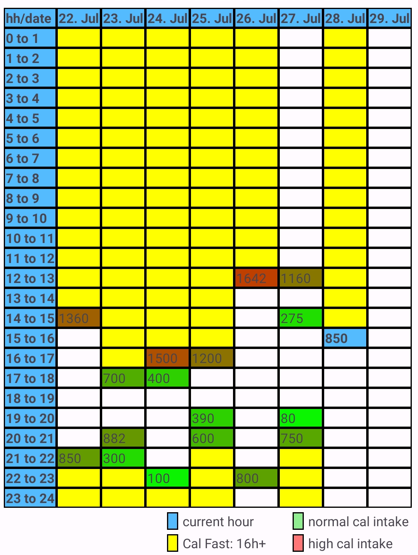 hh/date 22. Jul 23. Jul 24. Jul 25. Jul 26. Jul 27. Jul 28. Jul 29. Jul
0 to 1
1 to 2
2 to 3
3 to 4
4 to 5
5 to 6
6 to 7
7 to 8
8 to 9
9 to 10
10 to 11
11 to 12
12 to 13 1642 1160
13 to 14
14 to 15 1360 275
15 to 16 850
16 to 17 1500 1200
17 to 18 700 400
18 to 19
19 to 20 390 80
20 to 21 882 600 750
21 to 22 850 300
22 to 23 100 800
23 to 24
current hour normal cal intake
Cal Fast: 16h+ high cal intake